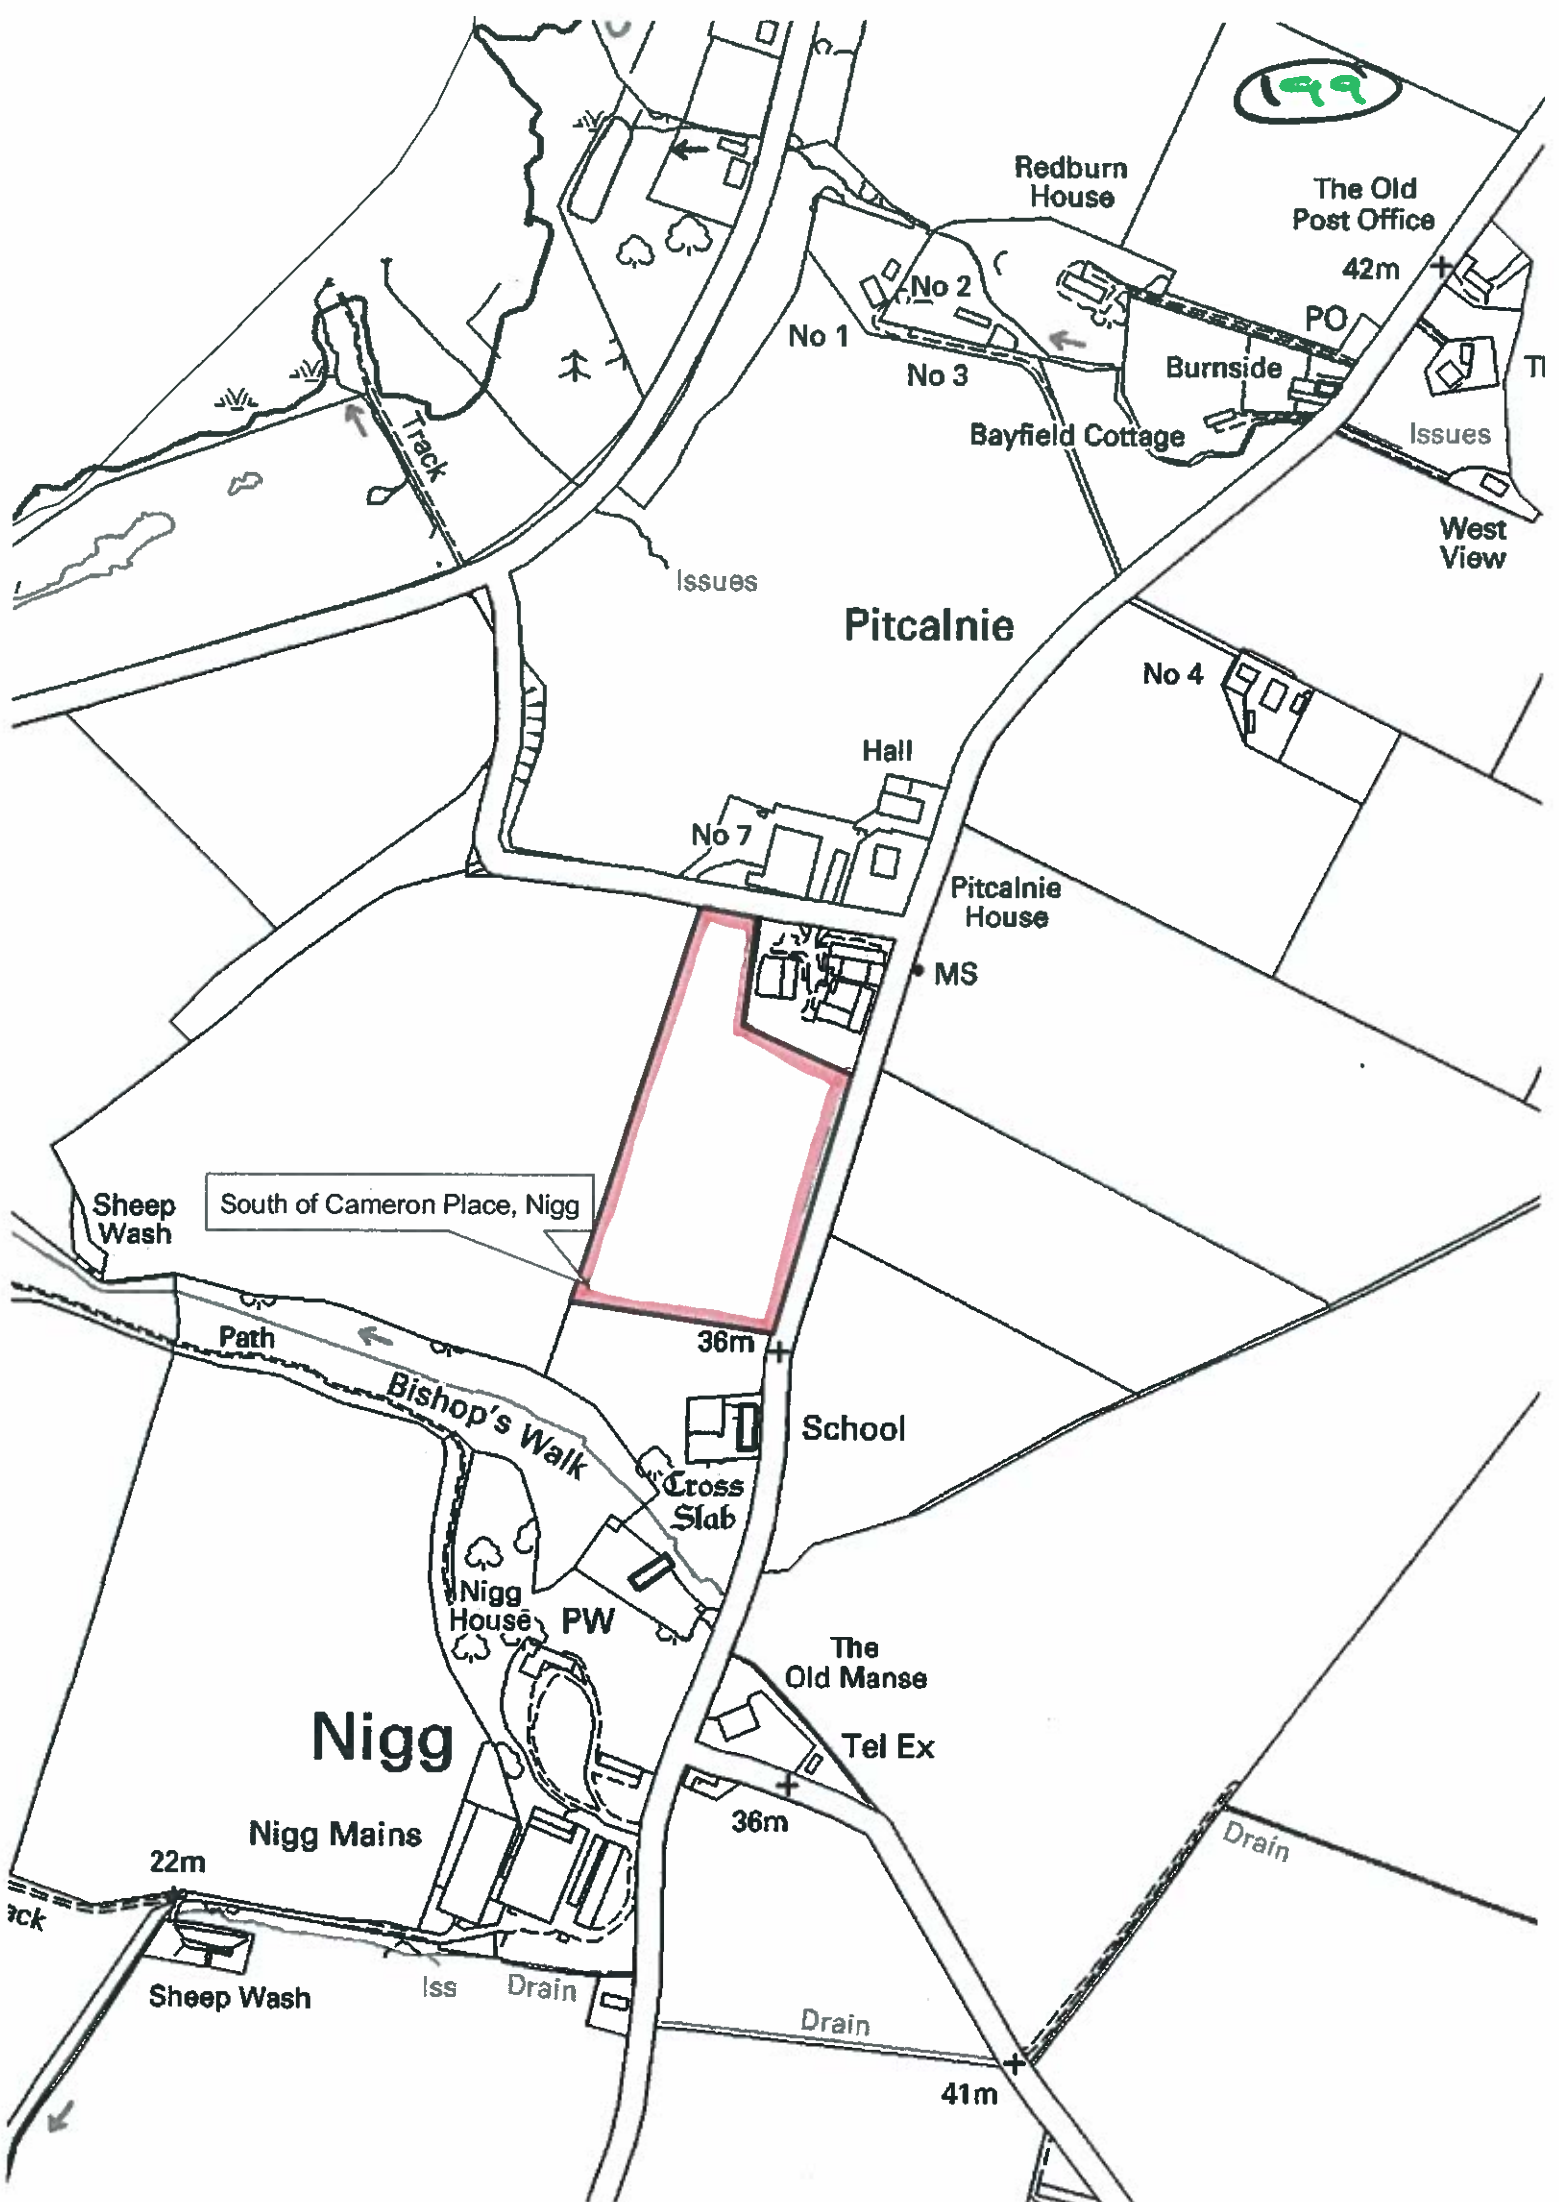 199
Redburn
House
The Old
Post Office
42m
No 2
No 1
No 3
PO
Burnside
Bayfield Cottage
Issues
Track
West
View
Issues
Pitcalnie
No 4
Hall
No 7
Pitcalnie
House
MS
Sheep
Wash
South of Cameron Place, Nigg
Path
36m
Bishop's Walk
School
Cross
Slab
Nigg
House
PW
The
Old Manse
Nigg
Tel Ex
36m
Nigg Mains
Drain
22m
Iss
Drain
Sheep Wash
Drain
41m